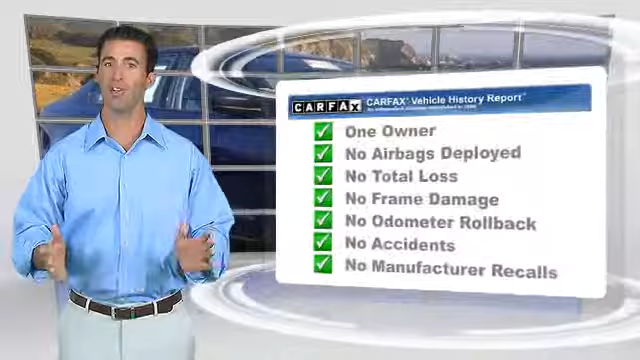 CARFAX CARFAX Vehicle History Report™
One Owner
No Airbags Deployed
No Total Loss
No Frame Damage
No Odometer Rollback
No Accidents
No Manufacturer Recalls